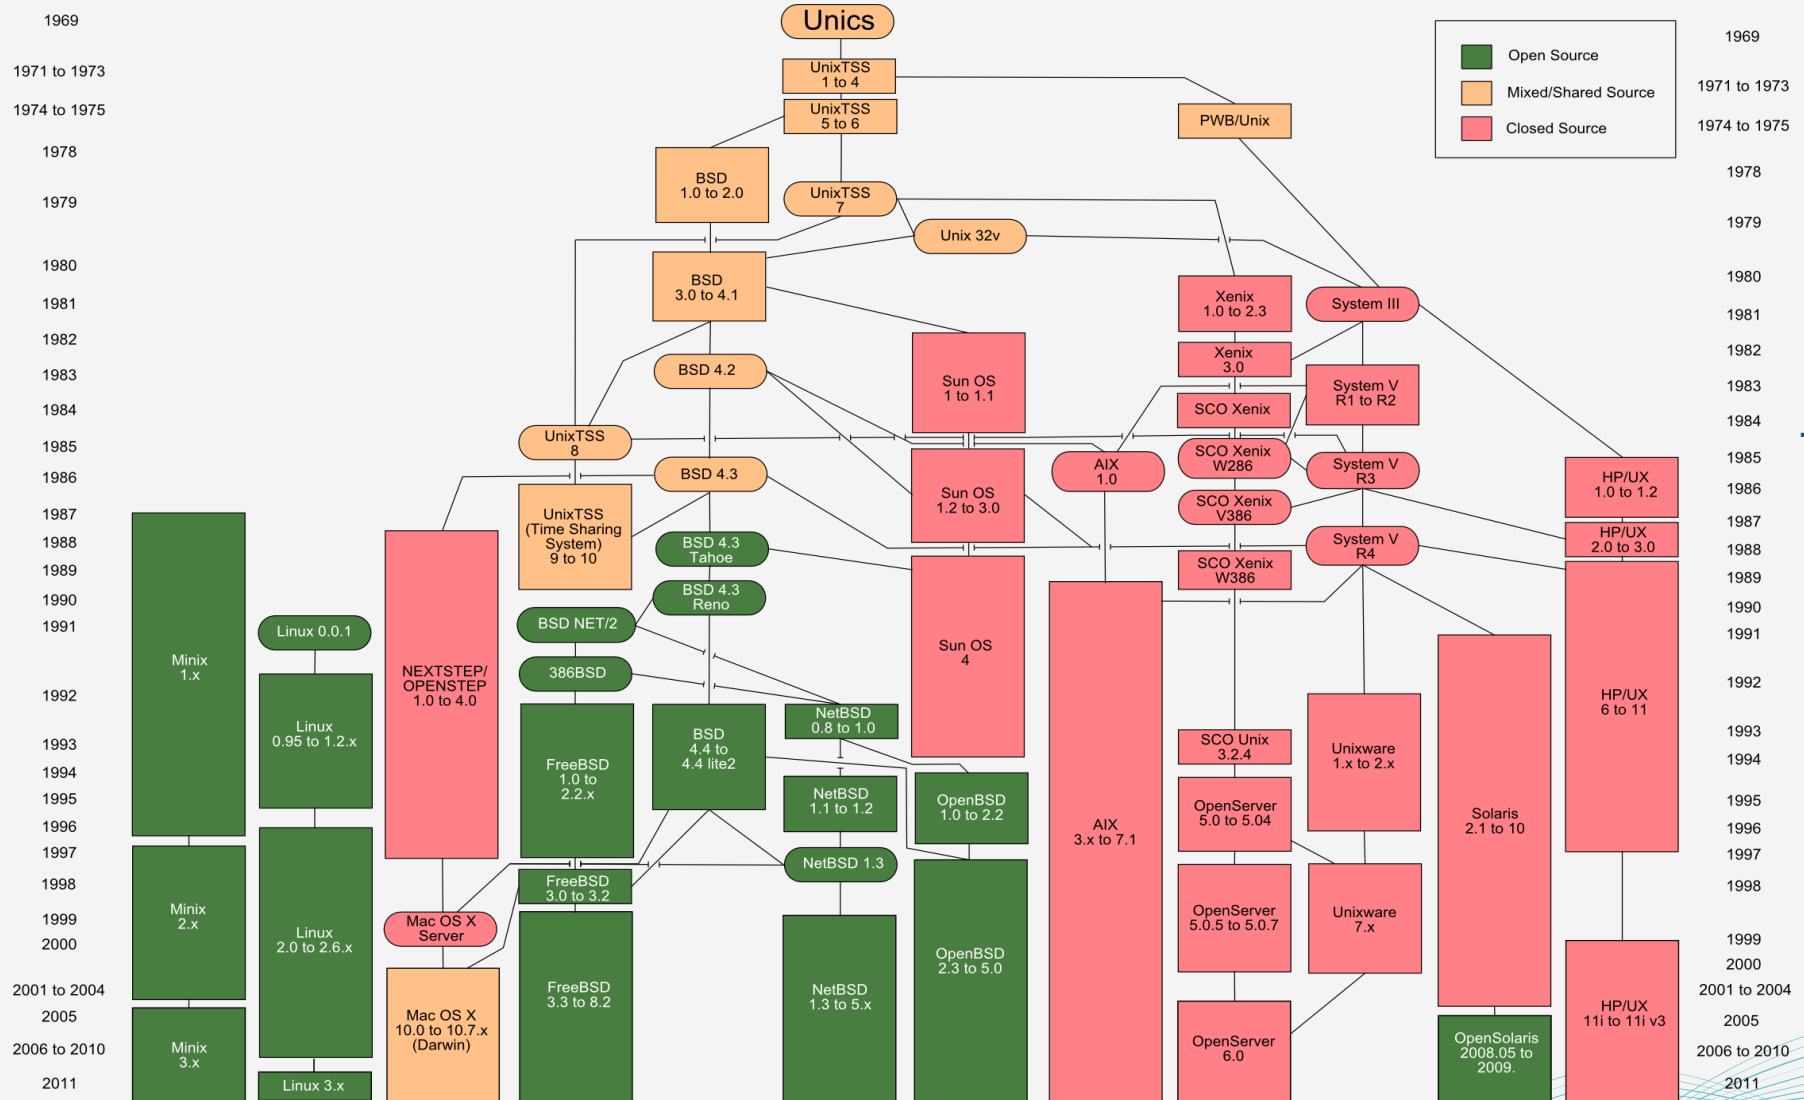 1969
1971 to 1973
1974 to 1975
1978
1979
1980
1981
1982
1983
1984
1985
1986
1987
1988
1989
1990
1991
1992
1993
1994
1995
1996
1997
1998
1999
2000
2001 to 2004
2005
2006 to 2010
2011
Unics
UnixTSS
1 to 4
UnixTSS
5 to 6
PWB/Unix
BSD
1.0 to 2.0
UnixTSS
7
Unix 32v
BSD
3.0 to 4.1
Xenix
1.0 to 2.3
System III
Xenix
3.0
Sun OS
1 to 1.1
BSD 4.2
System V
R1 to R2
SCO Xenix
UnixTSS
8
SCO Xenix
W286
AIX
1.0
System V
R3
BSD 4.3
HP/UX
1.0 to 1.2
Sun OS
1.2 to 3.0
SCO Xenix
V386
UnixTSS
(Time Sharing
System)
9 to 10
BSD 4.3
Tahoe
System V
R4
HP/UX
2.0 to 3.0
SCO Xenix
W386
BSD 4.3
Reno
BSD NET/2
Linux 0.0.1
Minix
1.x
Sun OS
4
386BSD
NEXTSTEP/
OPENSTEP
1.0 to 4.0
HP/UX
6 to 11
NetBSD
0.8 to 1.0
Linux
0.95 to 1.2.x
BSD
4.4 to
4.4 lite2
SCO Unix
3.2.4
Unixware
1.x to 2.x
FreeBSD
1.0 to
2.2.x
NetBSD
1.1 to 1.2
OpenBSD
1.0 to 2.2
OpenServer
5.0 to 5.04
Solaris
2.1 to 10
AIX
3.x to 7.1
NetBSD 1.3
FreeBSD
3.0 to 3.2
Minix
2.x
Mac OS X
Server
Linux
2.0 to 2.6.x
OpenServer
5.0.5 to 5.0.7
Unixware
7.x
OpenBSD
2.3 to 5.0
FreeBSD
3.3 to 8.2
NetBSD
1.3 to 5.x
HP/UX
11i to 11i v3
Mac OS X
10.0 to 10.7.x
(Darwin)
OpenServer
6.0
OpenSolaris
2008.05 to
2009.
Minix
3.x
Linux 3.x
Open Source
Mixed/Shared Source
Closed Source
1969
1971 to 1973
1974 to 1975
1978
1979
1980
1981
1982
1983
1984
1985
1986
1987
1988
1989
1990
1991
1992
1993
1994
1995
1996
1997
1998
1999
2000
2001 to 2004
2005
2006 to 2010
2011